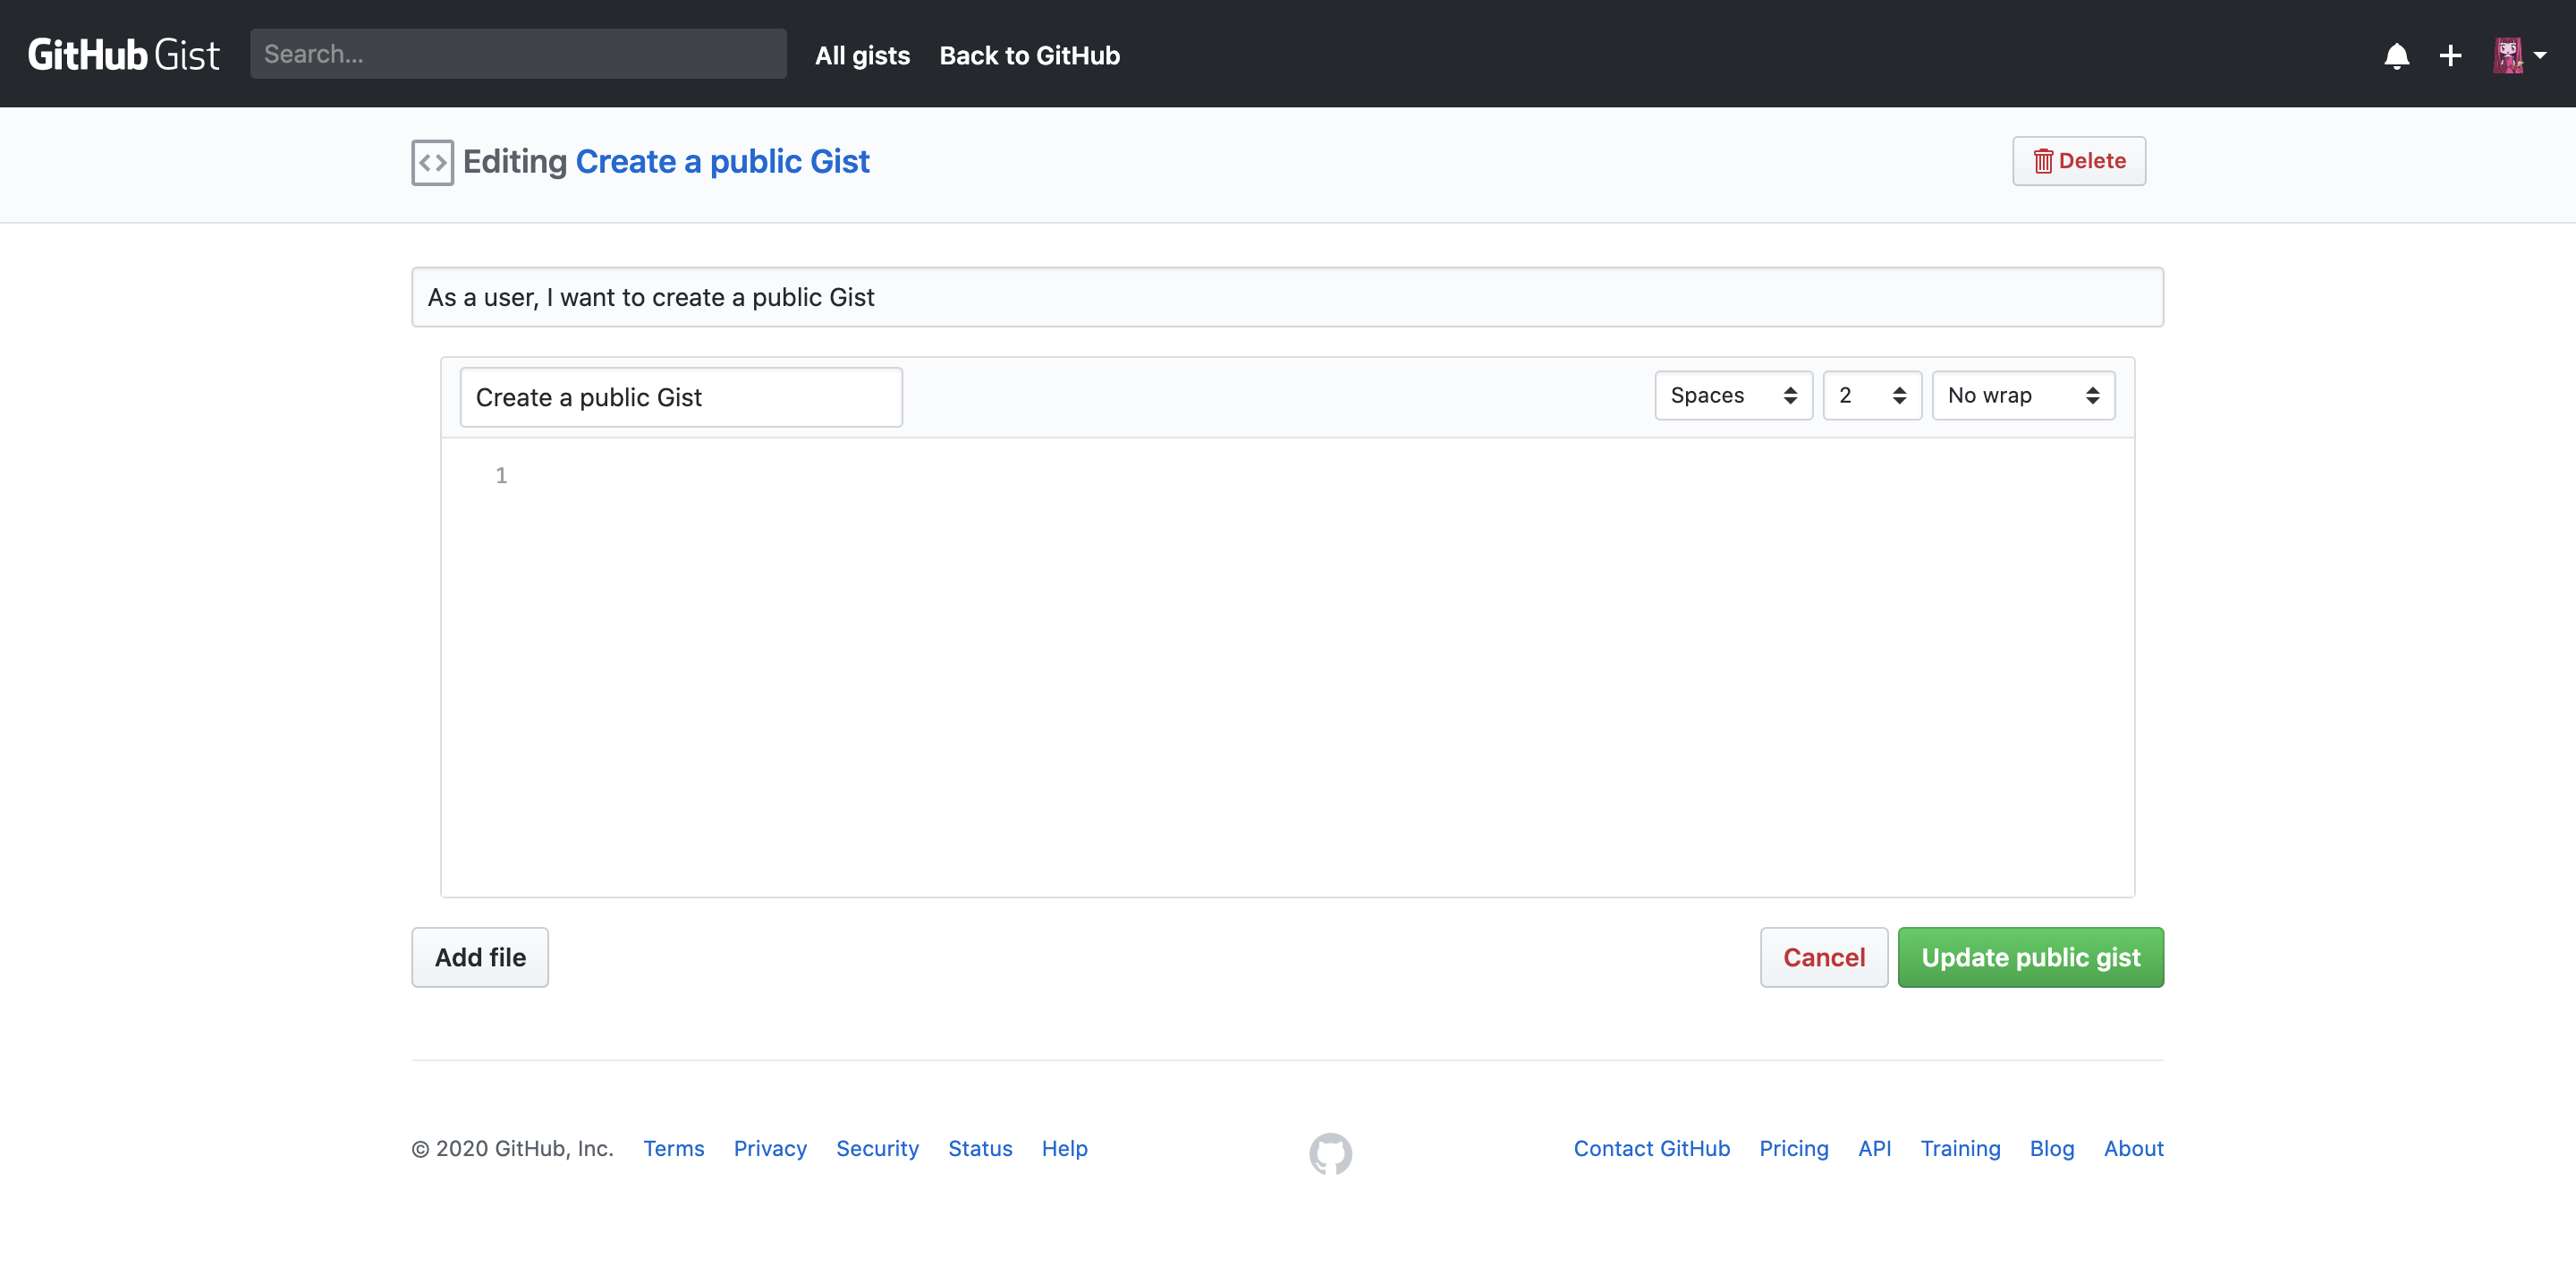 GitHub Gist Search... All gists Back to GitHub
Editing Create a public Gist Delete
As a user, I want to create a public Gist
Create a public Gist Spaces 2 No wrap
1
Add file Cancel Update public gist
© 2020 GitHub, Inc. Terms Privacy Security Status Help Contact GitHub Pricing API Training Blog About